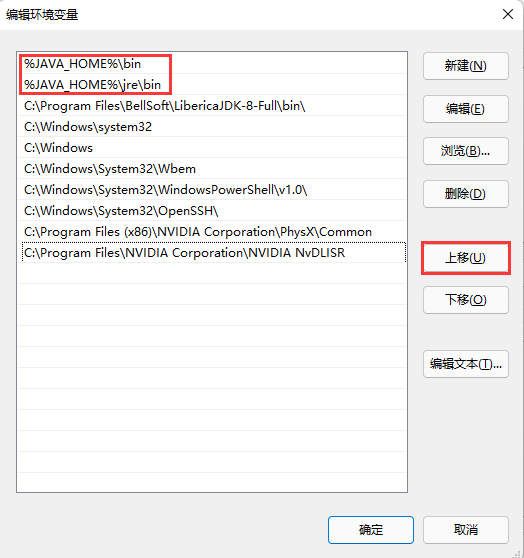 编辑环境变量
%JAVA_HOME%\bin
%JAVA_HOME%\jre\bin
C:\Program Files\BellSoft\LibericaJDK-8-Full\bin\
C:\Windows\system32
C:\Windows
C:\Windows\System32\Wbem
C:\Windows\System32\WindowsPowerShell\v1.0\
C:\Windows\System32\OpenSSH\
C:\Program Files (x86)\NVIDIA Corporation\PhysX\Common
C:\Program Files\NVIDIA Corporation\NVIDIA NvDLISR
新建(N)
编辑(E)
浏览(B)...
删除(D)
上移(U)
下移(O)
编辑文本(T)...
确定
取消